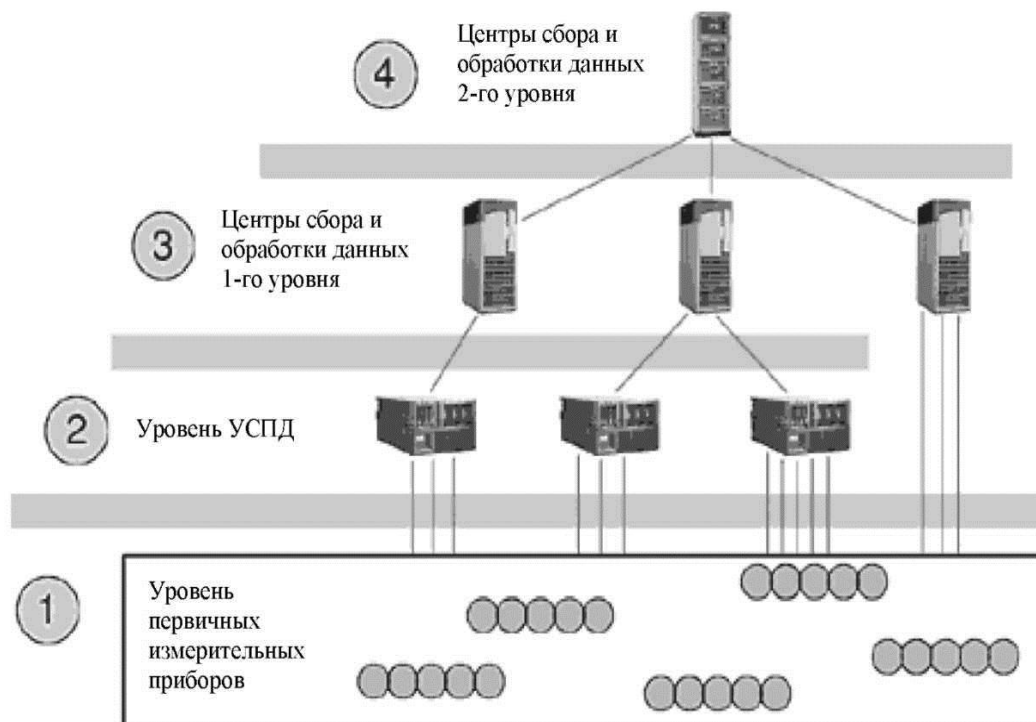 4
Центры сбора и
обработки данных
2-го уровня
3
Центры сбора и
обработки данных
1-го уровня
2
Уровень УСПД
1
Уровень
первичных
измерительных
приборов